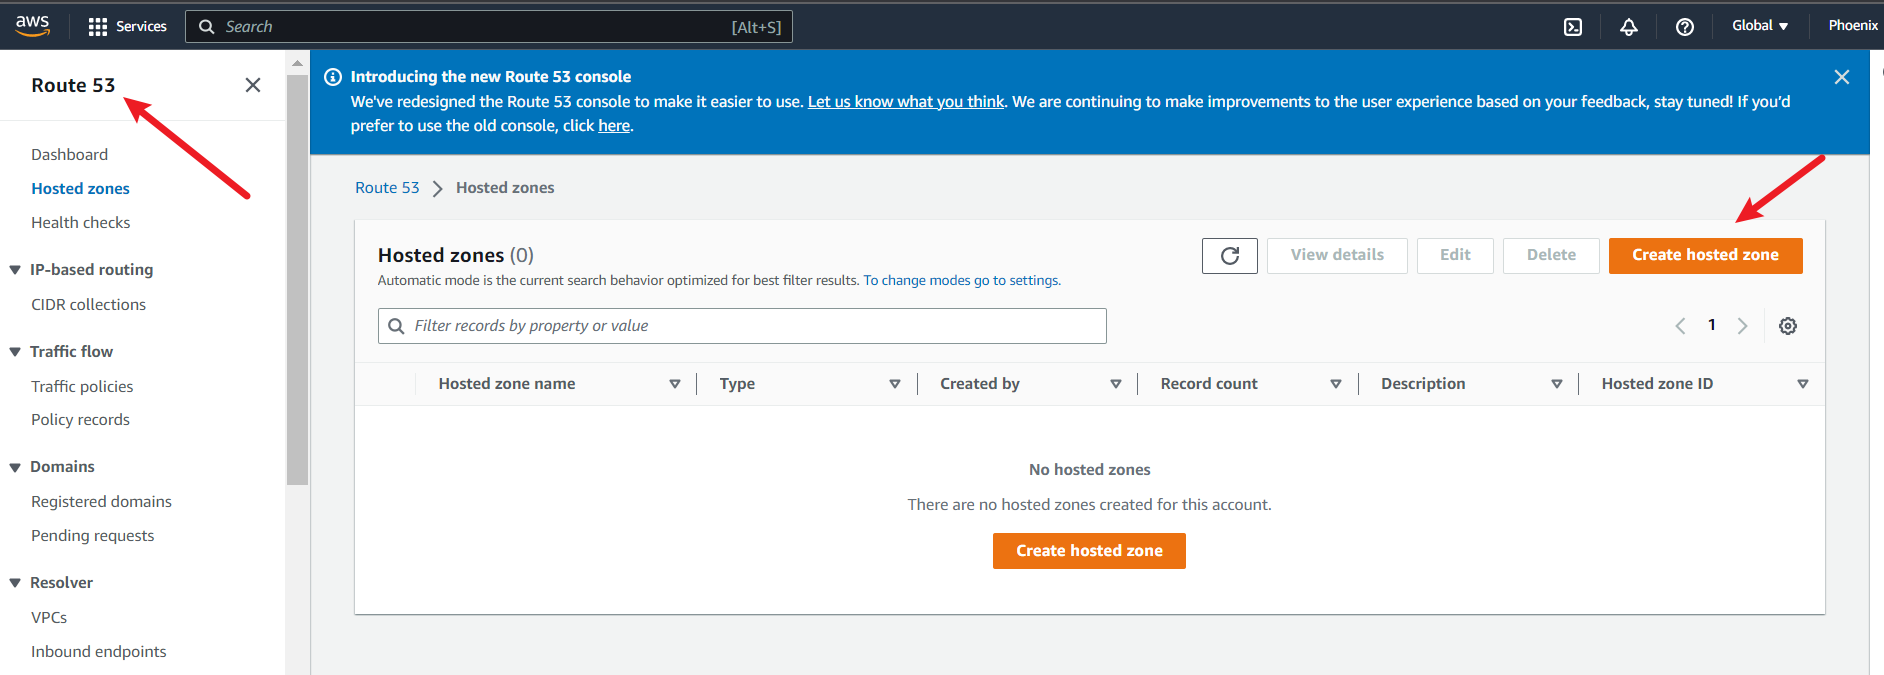 aws
Services
Search
[Alt+S]
Global
Phoenix
Route 53
Dashboard
Hosted zones
Health checks
IP-based routing
CIDR collections
Traffic flow
Traffic policies
Policy records
Domains
Registered domains
Pending requests
Resolver
VPCs
Inbound endpoints
Introducing the new Route 53 console
We've redesigned the Route 53 console to make it easier to use. Let us know what you think. We are continuing to make improvements to the user experience based on your feedback, stay tuned! If you'd
prefer to use the old console, click here.
Route 53 Hosted zones
Hosted zones (0)
Automatic mode is the current search behavior optimized for best filter results. To change modes go to settings.
View details
Edit
Delete
Create hosted zone
Filter records by property or value
1
Hosted zone name
Type
Created by
Record count
Description
Hosted zone ID
No hosted zones
There are no hosted zones created for this account.
Create hosted zone